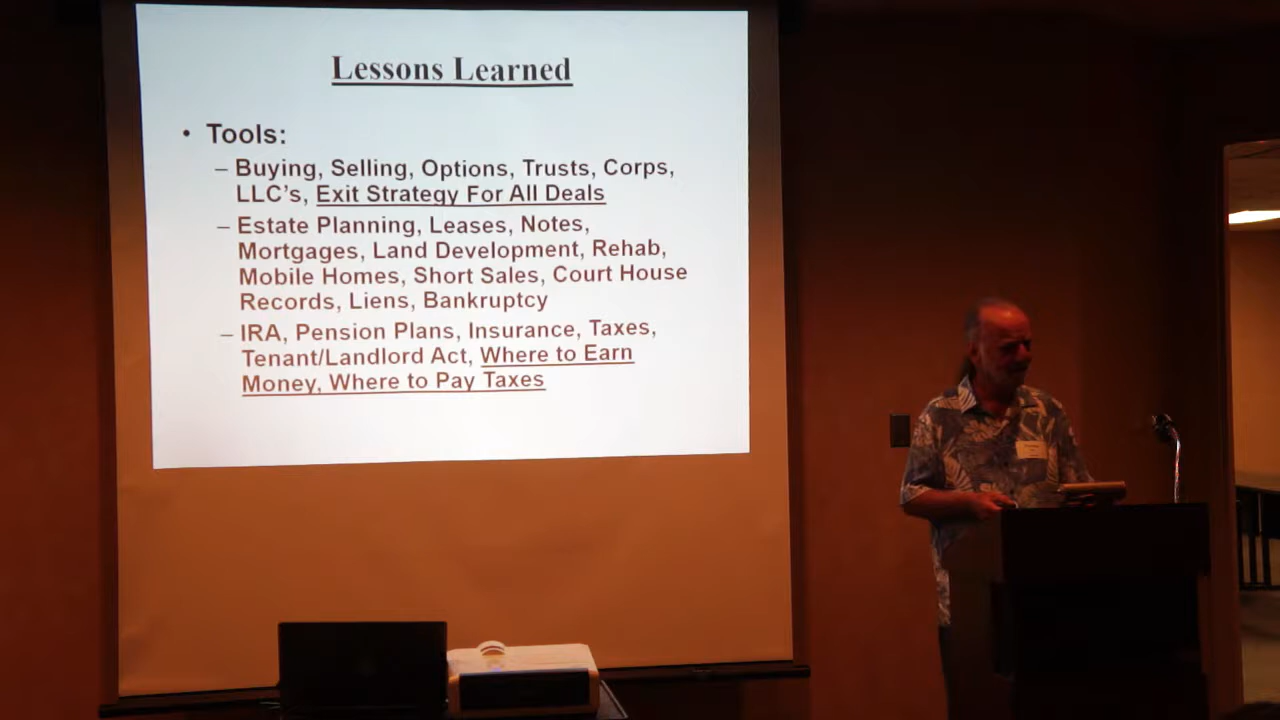 Lessons Learned
• Tools:
– Buying, Selling, Options, Trusts, Corps,
LLC's, Exit Strategy For All Deals
– Estate Planning, Leases, Notes,
Mortgages, Land Development, Rehab,
Mobile Homes, Short Sales, Court House
Records, Liens, Bankruptcy
– IRA, Pension Plans, Insurance, Taxes,
Tenant/Landlord Act, Where to Earn
Money, Where to Pay Taxes